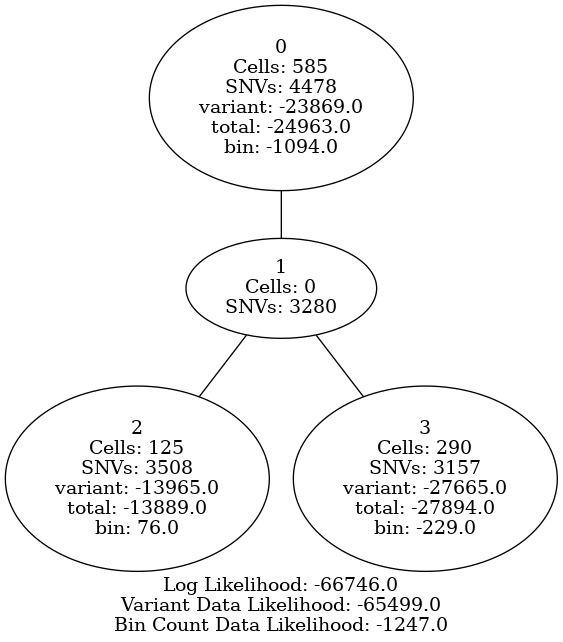 0
Cells: 585
SNVs: 4478
variant: -23869.0
total: -24963.0
bin: -1094.0
1
Cells: 0
SNVs: 3280
2
Cells: 125
SNVs: 3508
variant: -13965.0
total: -13889.0
bin: 76.0
3
Cells: 290
SNVs: 3157
variant: -27665.0
total: -27894.0
bin: -229.0
Log Likelihood: -66746.0
Variant Data Likelihood: -65499.0
Bin Count Data Likelihood: -1247.0